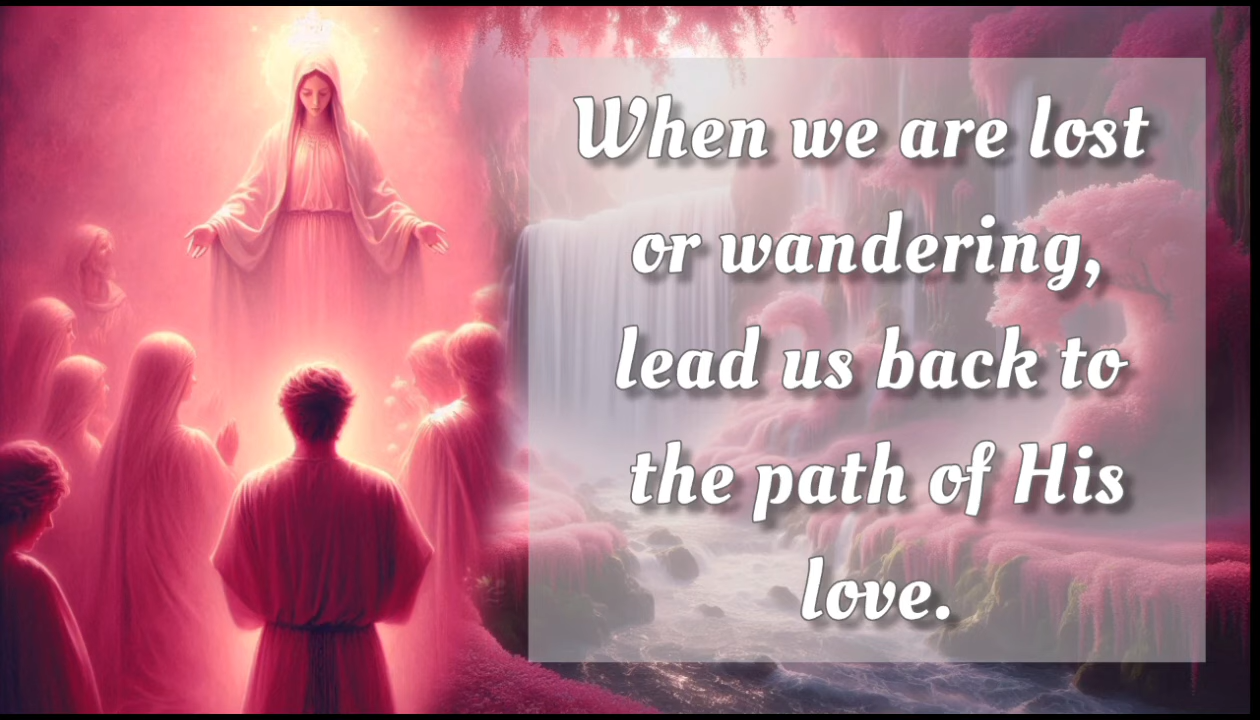 When we are lost
or wandering,
lead us back to
the path of His
love.